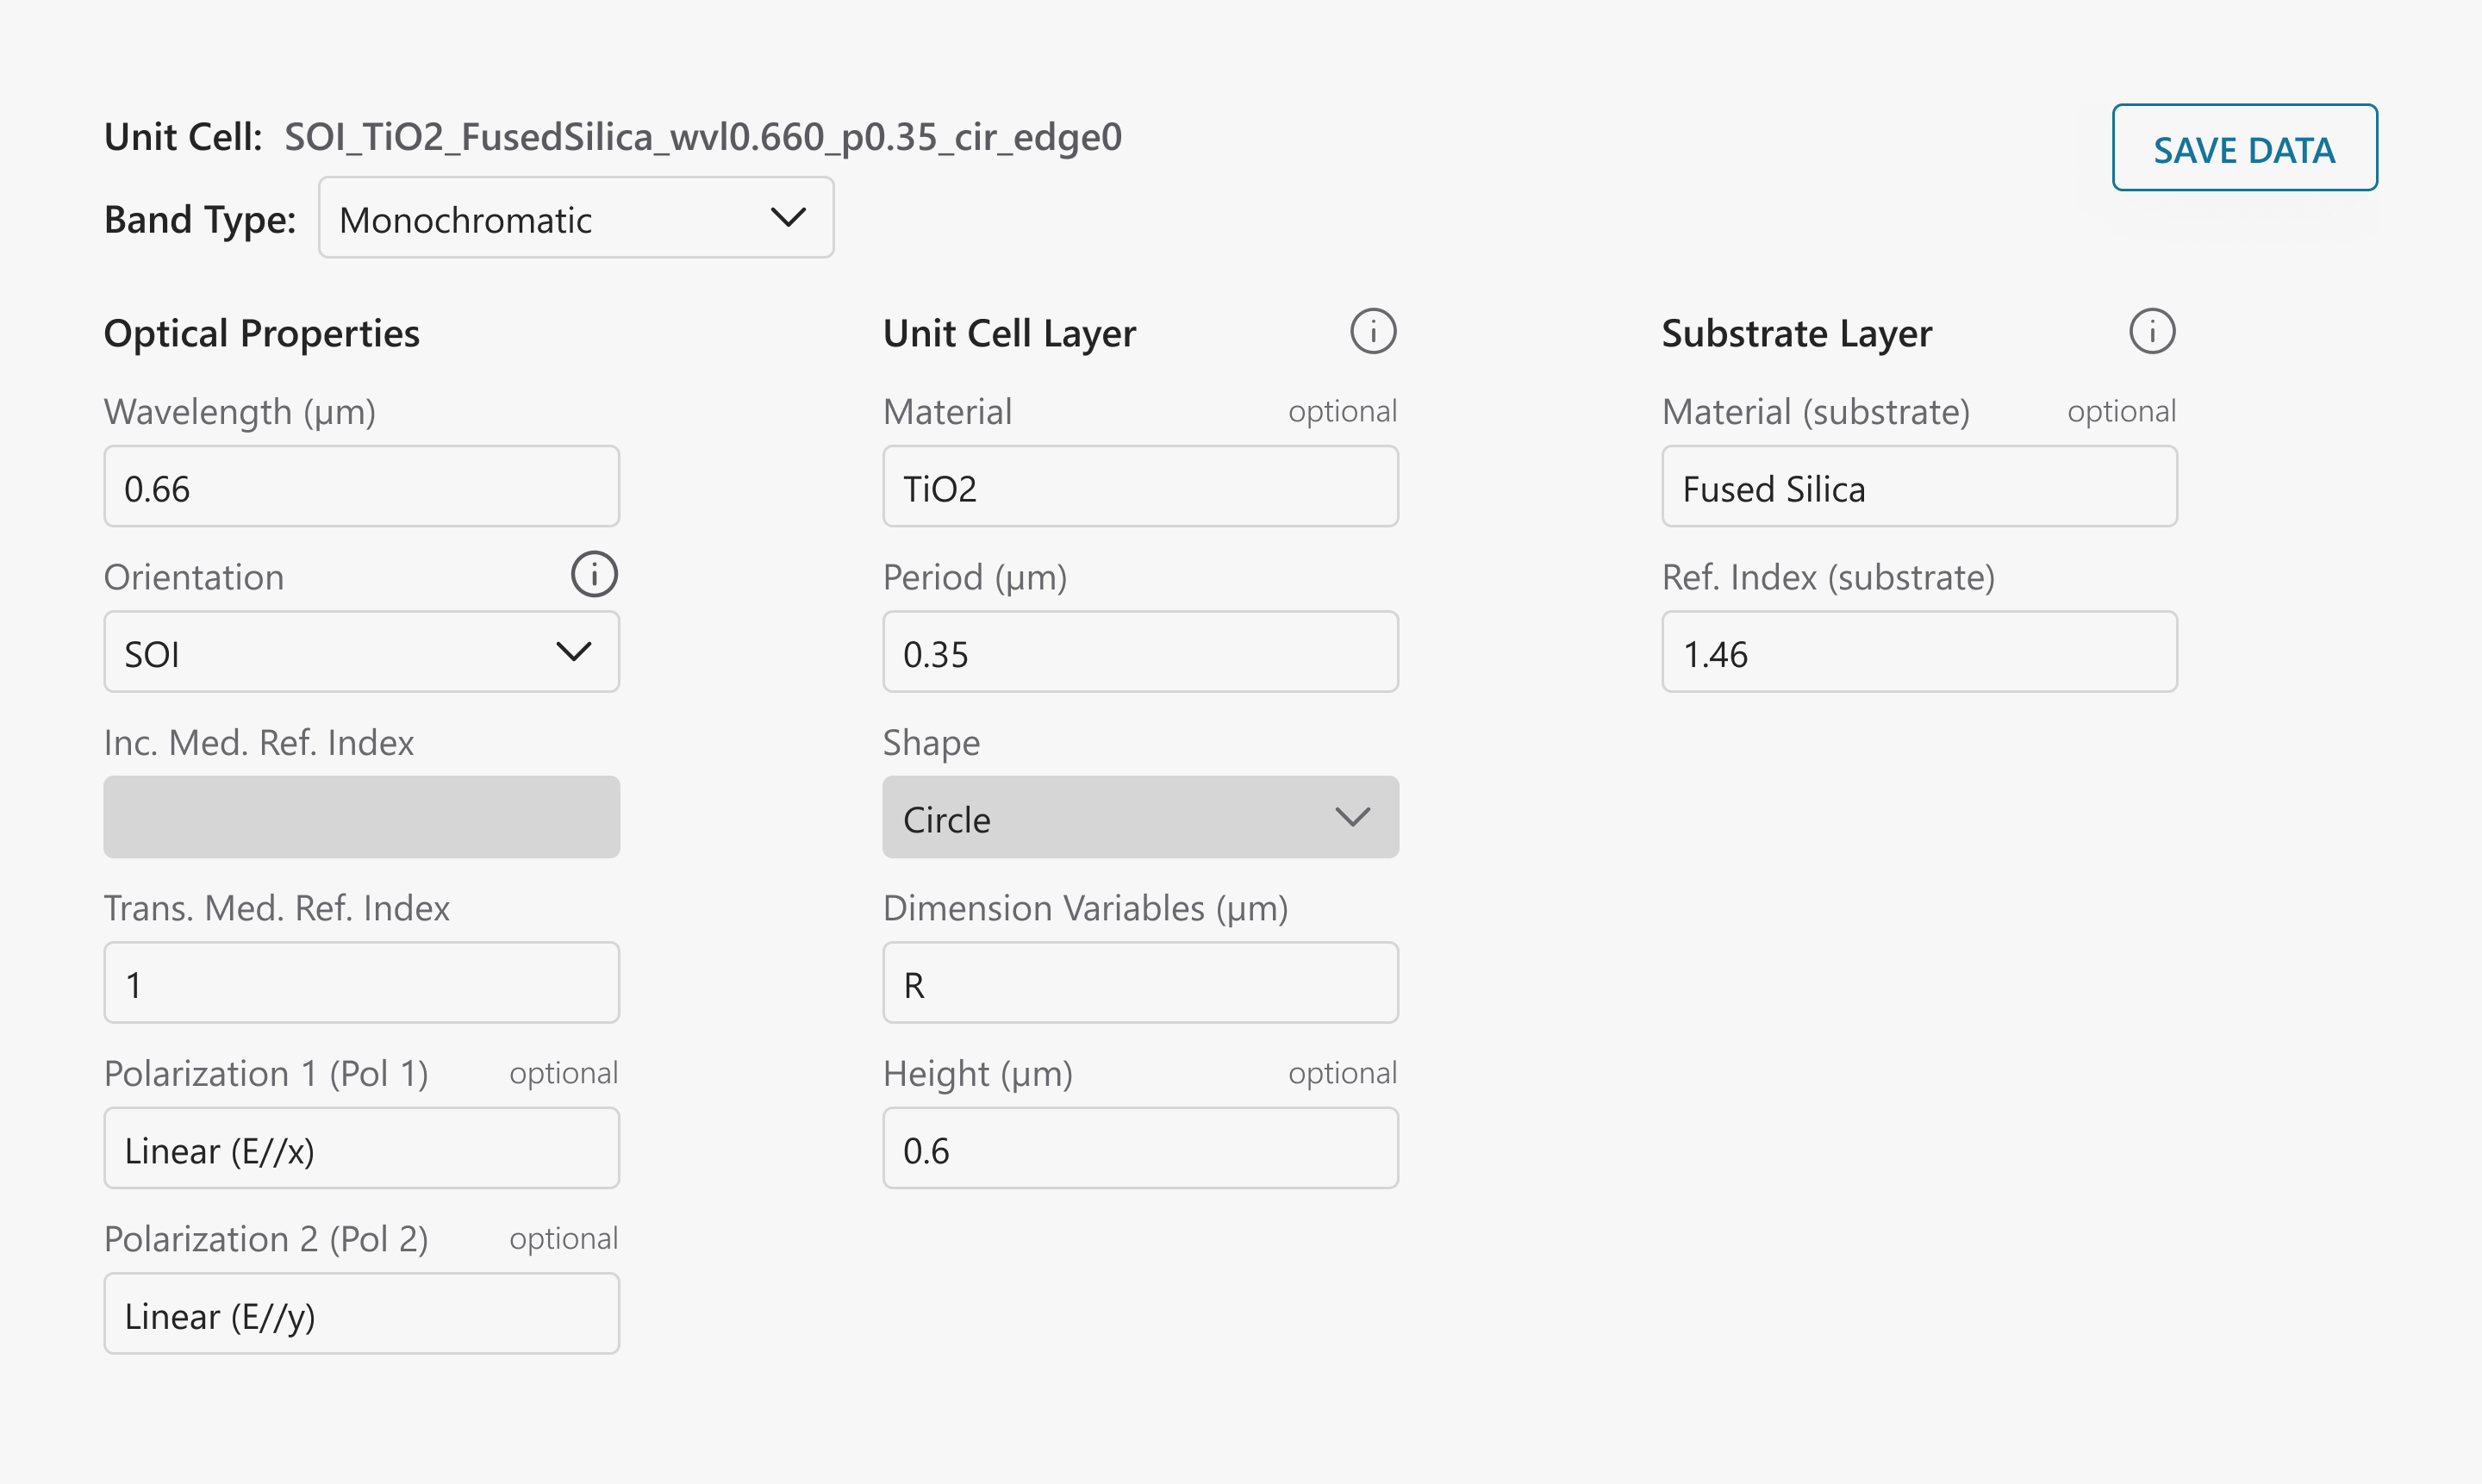 Unit Cell: SOI_TiO2_FusedSilica_wvl0.660_p0.35_cir_edge0
SAVE DATA
Band Type: Monochromatic
Optical Properties
Wavelength (µm)
0.66
Orientation
SOI
Inc. Med. Ref. Index
Trans. Med. Ref. Index
1
Polarization 1 (Pol 1) optional
Linear (E//x)
Polarization 2 (Pol 2) optional
Linear (E//y)
Unit Cell Layer
Material optional
TiO2
Period (µm)
0.35
Shape
Circle
Dimension Variables (µm)
R
Height (µm) optional
0.6
Substrate Layer
Material (substrate) optional
Fused Silica
Ref. Index (substrate)
1.46